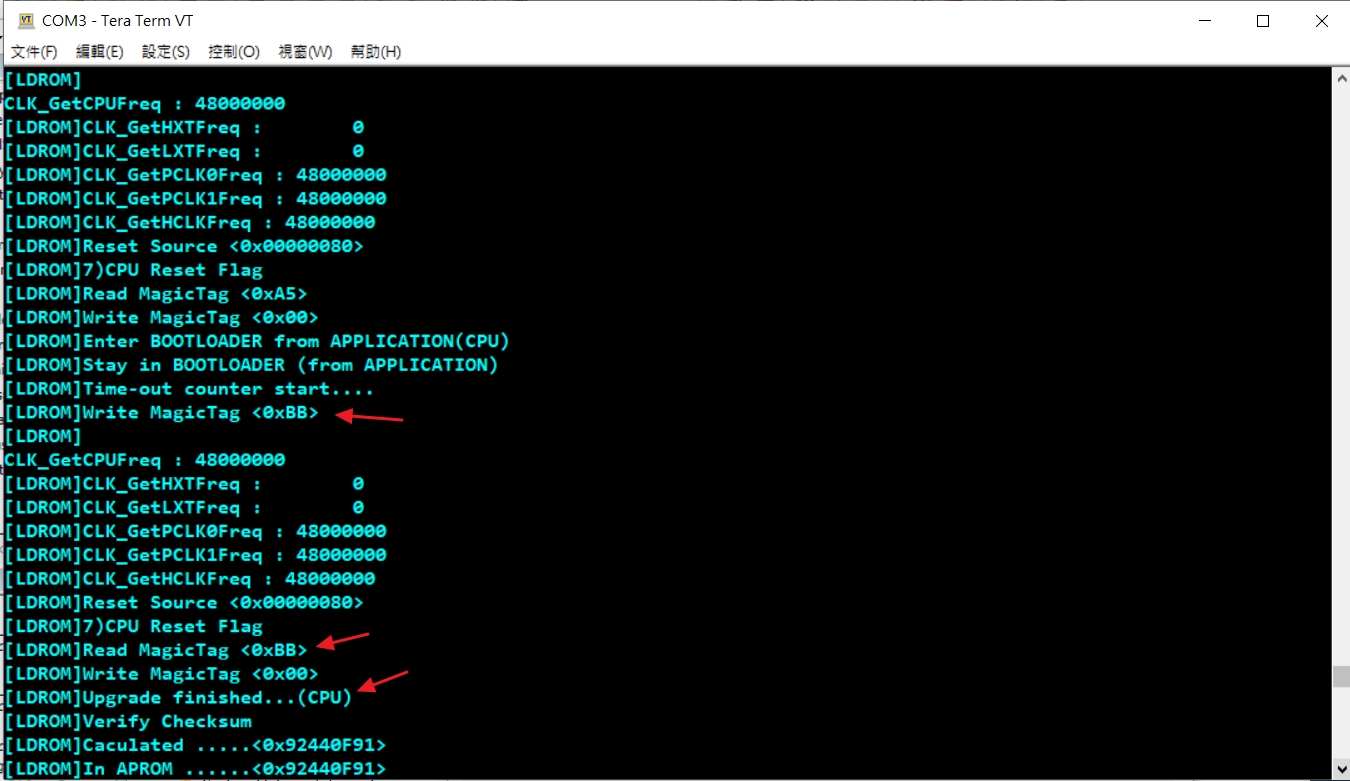 COM3 - Tera Term VT
文件(F) 編輯(E) 設定(S) 控制(O) 視窗(W) 幫助(H)
[LDROM]
CLK_GetCPUFreq : 48000000
[LDROM]CLK_GetHXTFreq :        0
[LDROM]CLK_GetLXTFreq :        0
[LDROM]CLK_GetPCLK0Freq : 48000000
[LDROM]CLK_GetPCLK1Freq : 48000000
[LDROM]CLK_GetHCLKFreq : 48000000
[LDROM]Reset Source <0x00000080>
[LDROM]7)CPU Reset Flag
[LDROM]Read MagicTag <0xA5>
[LDROM]Write MagicTag <0x00>
[LDROM]Enter BOOTLOADER from APPLICATION(CPU)
[LDROM]Stay in BOOTLOADER (from APPLICATION)
[LDROM]Time-out counter start....
[LDROM]Write MagicTag <0xBB>
[LDROM]
CLK_GetCPUFreq : 48000000
[LDROM]CLK_GetHXTFreq :        0
[LDROM]CLK_GetLXTFreq :        0
[LDROM]CLK_GetPCLK0Freq : 48000000
[LDROM]CLK_GetPCLK1Freq : 48000000
[LDROM]CLK_GetHCLKFreq : 48000000
[LDROM]Reset Source <0x00000080>
[LDROM]7)CPU Reset Flag
[LDROM]Read MagicTag <0xBB>
[LDROM]Write MagicTag <0x00>
[LDROM]Upgrade finished...(CPU)
[LDROM]Verify Checksum
[LDROM]Caculated .....<0x92440F91>
[LDROM]In APROM ......<0x92440F91>